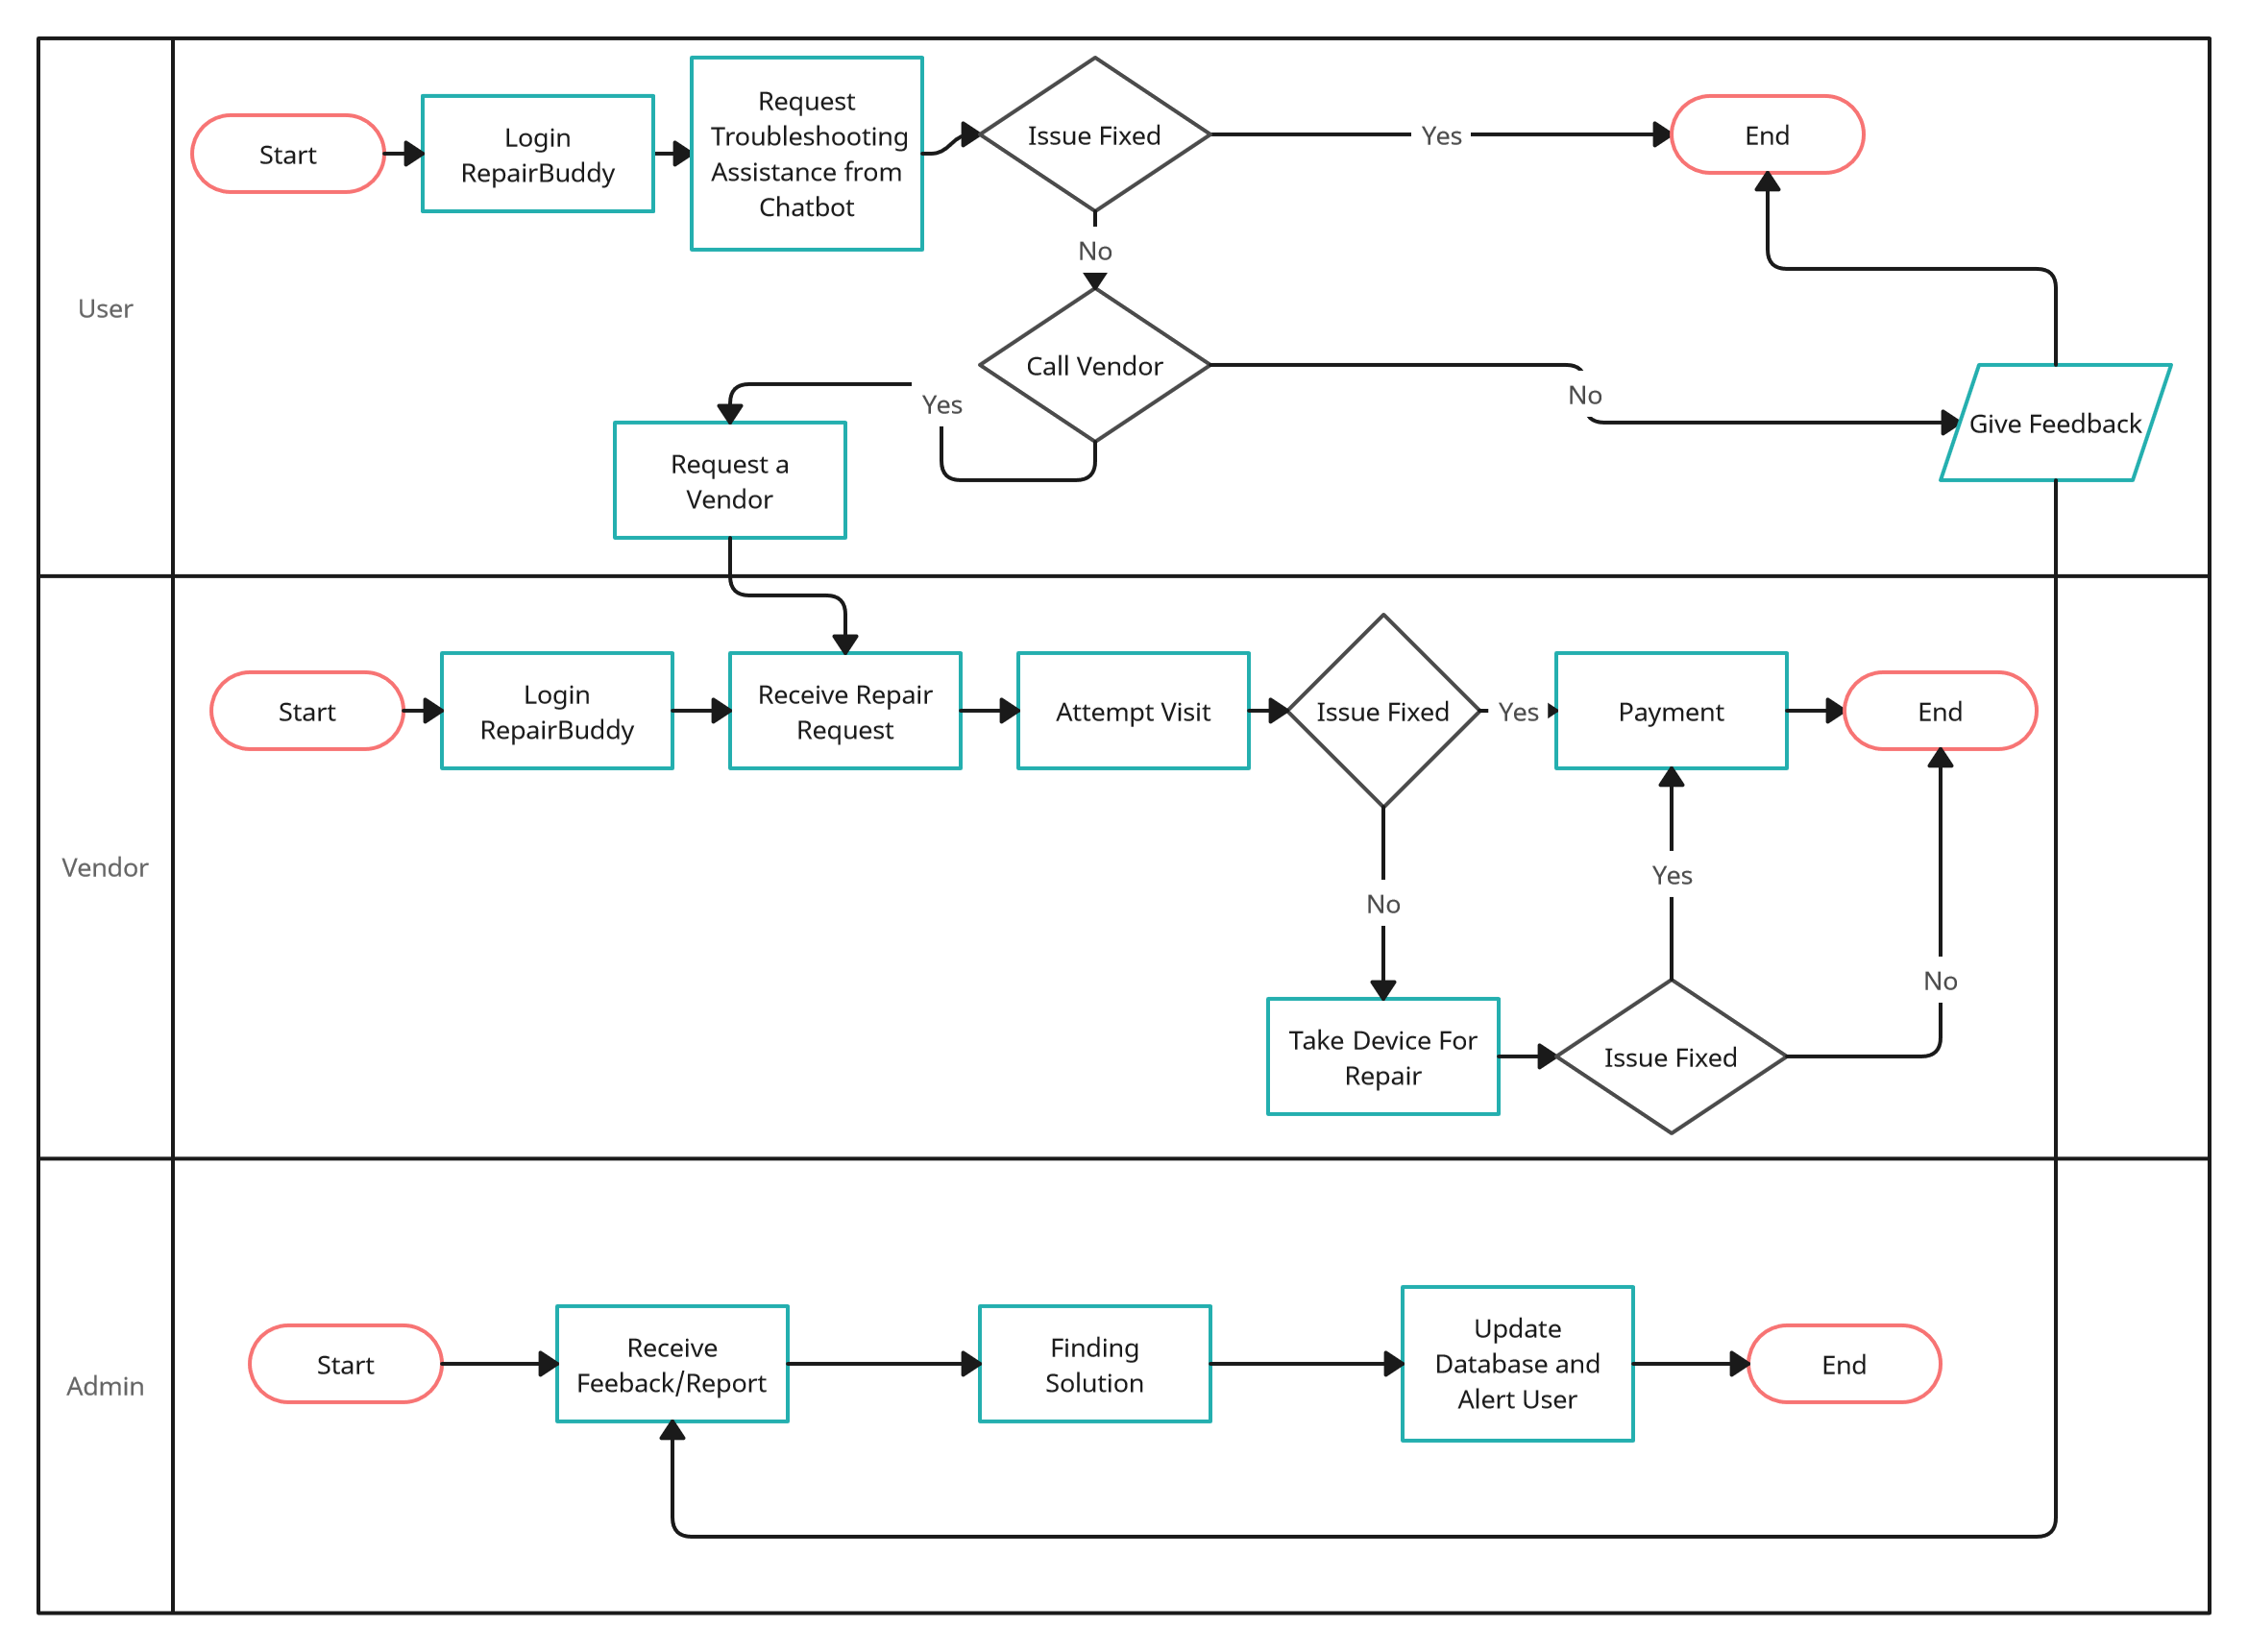 User
Start
Login
RepairBuddy
Request
Troubleshooting
Assistance from
Chatbot
Issue Fixed
Yes
End
No
Call Vendor
Yes
No
Give Feedback
Request a
Vendor
Vendor
Start
Login
RepairBuddy
Receive Repair
Request
Attempt Visit
Issue Fixed
Yes
Payment
End
No
Yes
No
Take Device For
Repair
Issue Fixed
Admin
Start
Receive
Feeback/Report
Finding
Solution
Update
Database and
Alert User
End